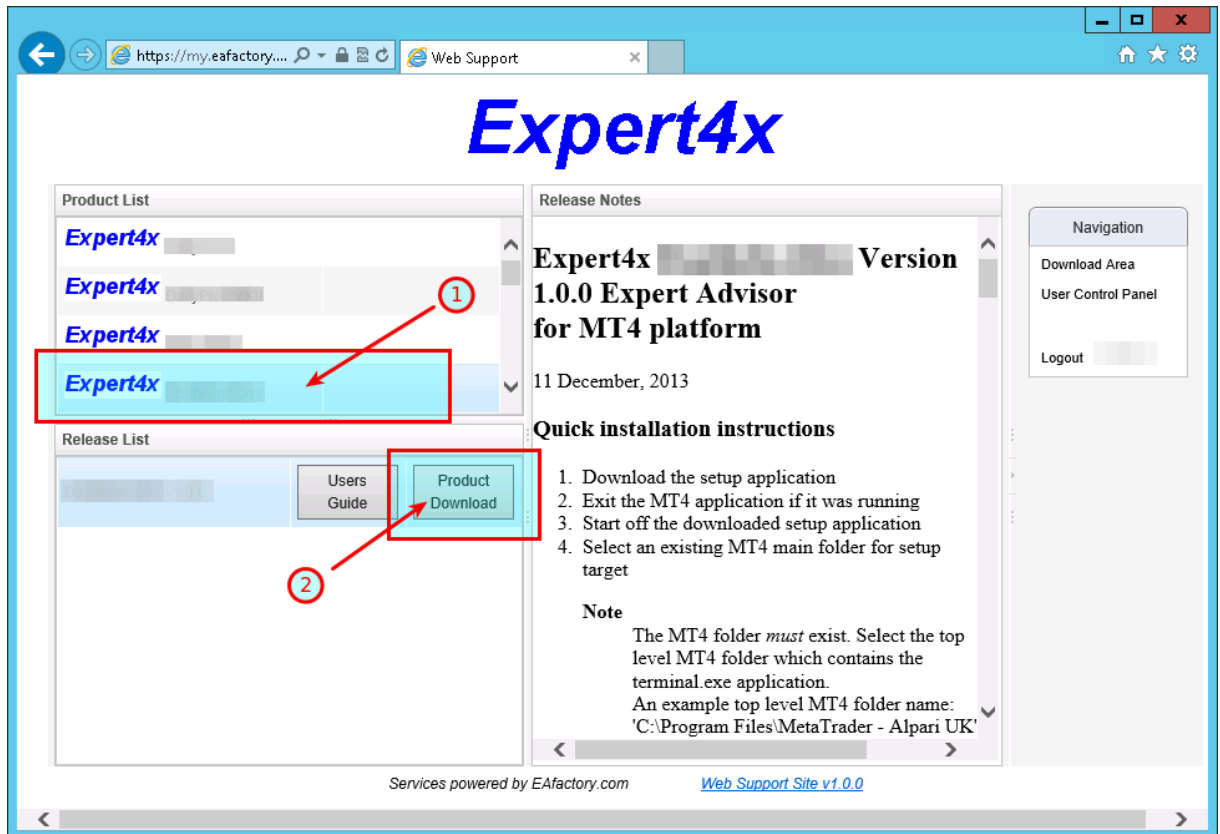 https://my.eafactory....
Web Support
Expert4x
Product List
Expert4x
Expert4x
Expert4x
Expert4x
1
Release List
Users
Guide
Product
Download
2
Release Notes
Expert4x Version
1.0.0 Expert Advisor
for MT4 platform
11 December, 2013
Quick installation instructions
1. Download the setup application
2. Exit the MT4 application if it was running
3. Start off the downloaded setup application
4. Select an existing MT4 main folder for setup
target
Note
The MT4 folder must exist. Select the top
level MT4 folder which contains the
terminal.exe application.
An example top level MT4 folder name:
'C:\Program Files\MetaTrader - Alpari UK'
Navigation
Download Area
User Control Panel
Logout
Services powered by EAfactory.com
Web Support Site v1.0.0